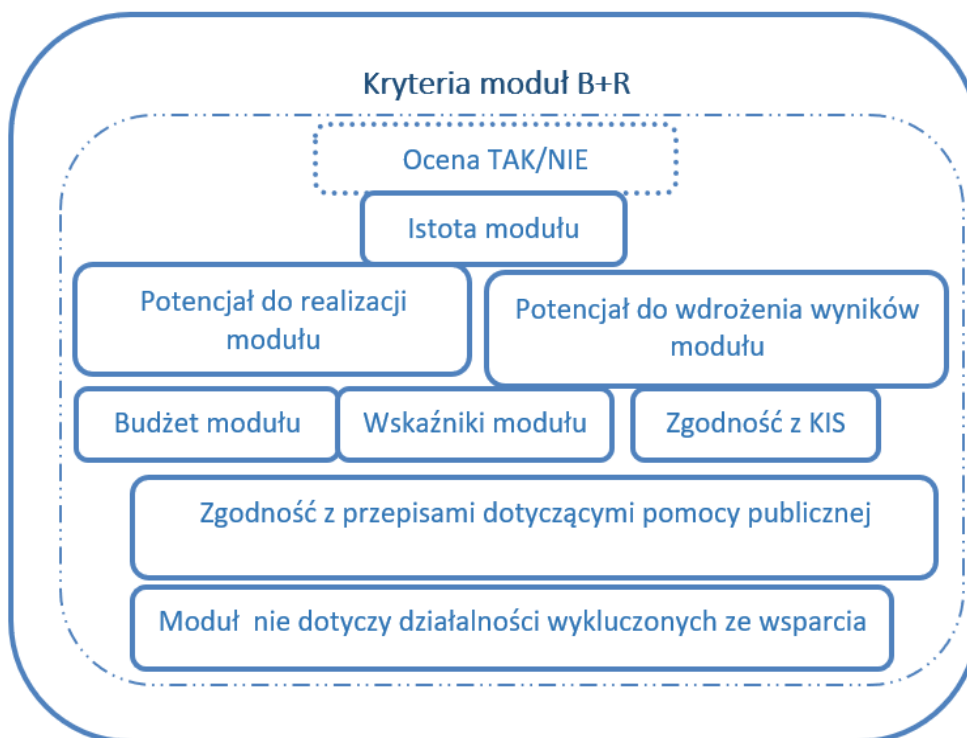 Kryteria moduł B+R
Ocena TAK/NIE
Istota modułu
Potencjał do realizacji
modułu
Potencjał do wdrożenia wyników
modułu
Budżet modułu
Wskaźniki modułu
Zgodność z KIS
Zgodność z przepisami dotyczącymi pomocy publicznej
Moduł  nie dotyczy działalności wykluczonych ze wsparcia